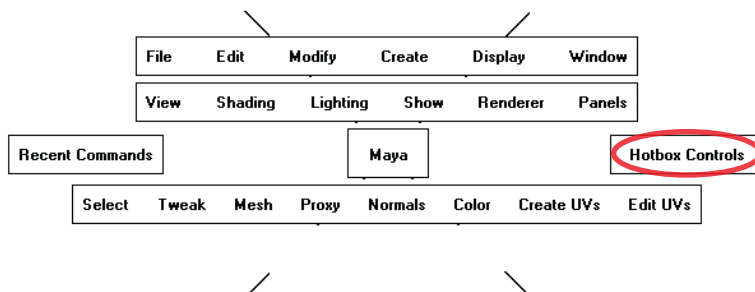 File Edit Modify Create Display Window
View Shading Lighting Show Renderer Panels
Recent Commands Maya Hotbox Controls
Select Tweak Mesh Proxy Normals Color Create UVs Edit UVs